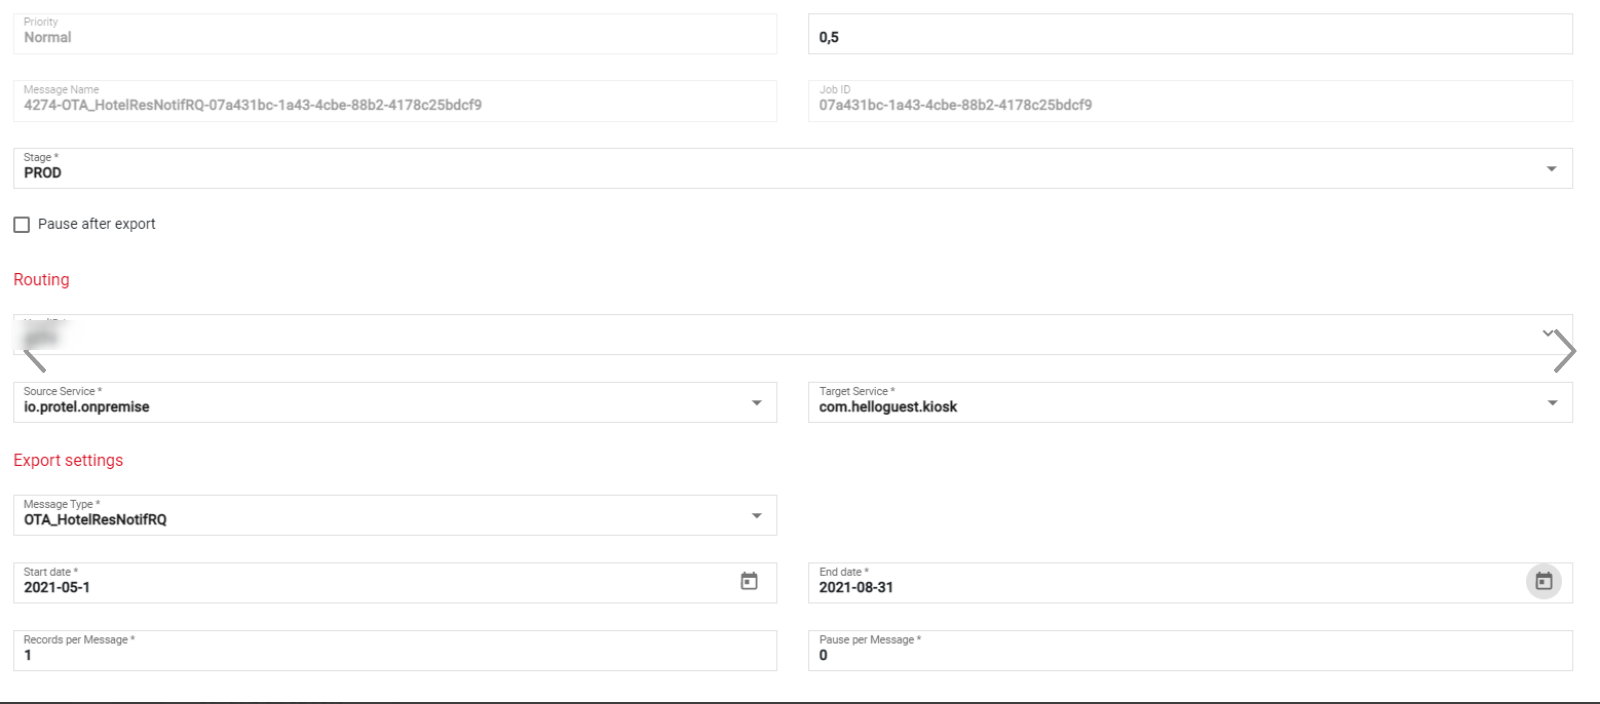 Priority
Normal
0,5
Message Name
4274-OTA_HotelResNotifRQ-07a431bc-1a43-4cbe-88b2-4178c25bdcf9
Job ID
07a431bc-1a43-4cbe-88b2-4178c25bdcf9
Stage *
PROD
Pause after export
Routing
Source Service *
io.protel.onpremise
Target Service *
com.helloguest.kiosk
Export settings
Message Type *
OTA_HotelResNotifRQ
Start date *
2021-05-1
End date *
2021-08-31
Records per Message *
1
Pause per Message *
0